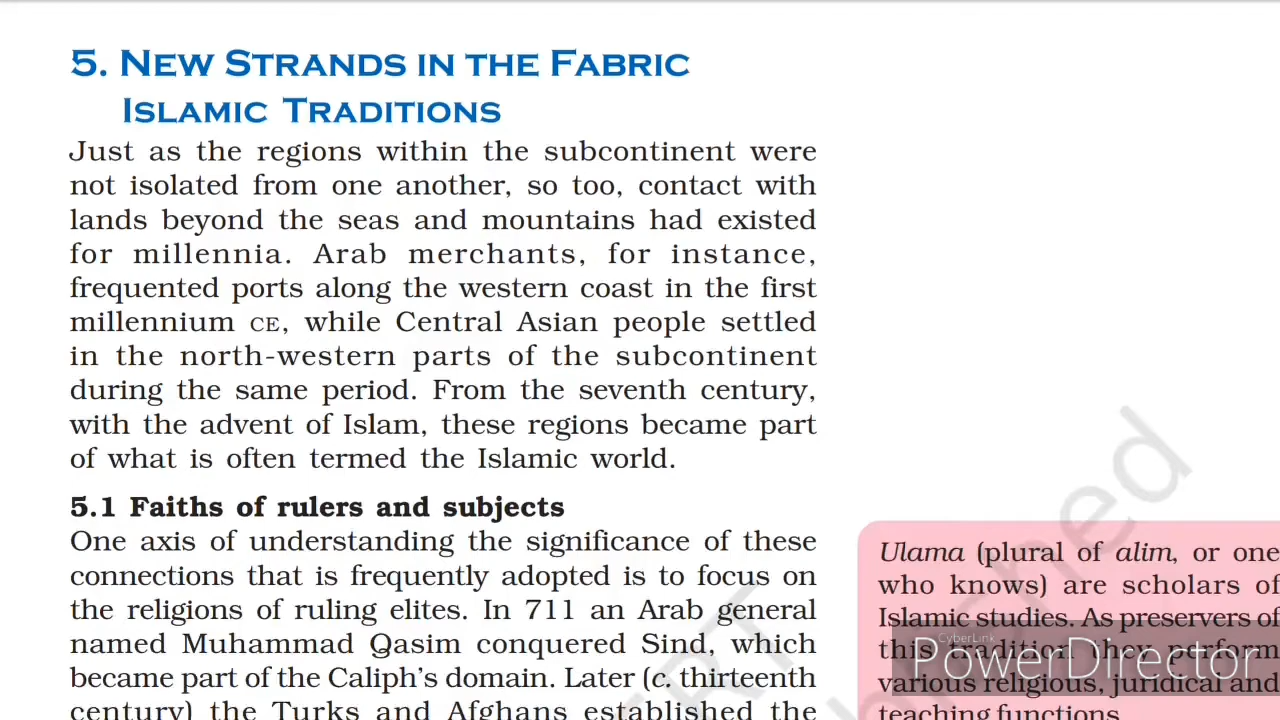 5. NEW STRANDS IN THE FABRIC
ISLAMIC TRADITIONS
Just as the regions within the subcontinent were
not isolated from one another, so too, contact with
lands beyond the seas and mountains had existed
for millennia. Arab merchants, for instance,
frequented ports along the western coast in the first
millennium CE, while Central Asian people settled
in the north-western parts of the subcontinent
during the same period. From the seventh century,
with the advent of Islam, these regions became part
of what is often termed the Islamic world.
5.1 Faiths of rulers and subjects
One axis of understanding the significance of these
connections that is frequently adopted is to focus on
the religions of ruling elites. In 711 an Arab general
named Muhammad Qasim conquered Sind, which
became part of the Caliph's domain. Later (c. thirteenth
century) the Turks and Afghans established the
Ulama (plural of alim, or one
who knows) are scholars of
Islamic studies. As preservers of
this tradition they perform
various religious, juridical and
teaching functions.
CyberLink
PowerDirector